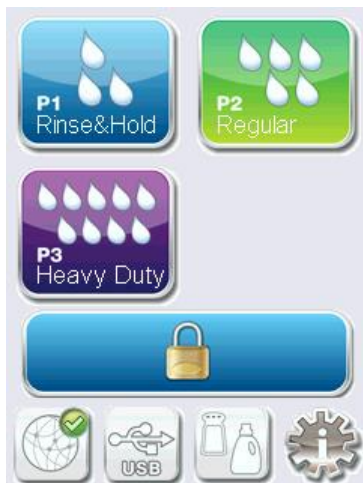 P1
Rinse&Hold
P2
Regular
P3
Heavy Duty
USB
i